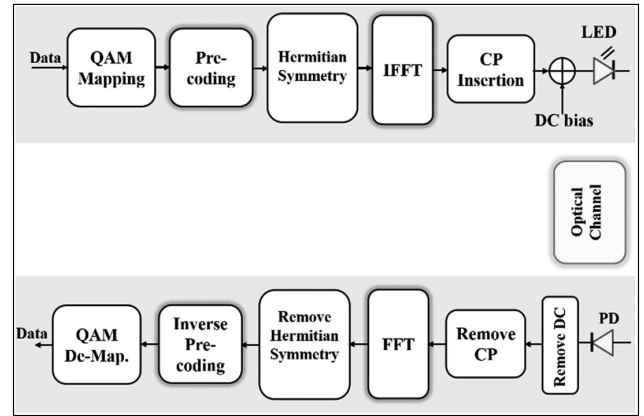 Data
QAM
Mapping
Pre-
coding
Hermitian
Symmetry
IFFT
CP
Insertion
LED
DC bias
Optical
Channel
Data
QAM
De-Map.
Inverse
Pre-
coding
Remove
Hermitian
Symmetry
FFT
Remove
CP
Remove DC
PD